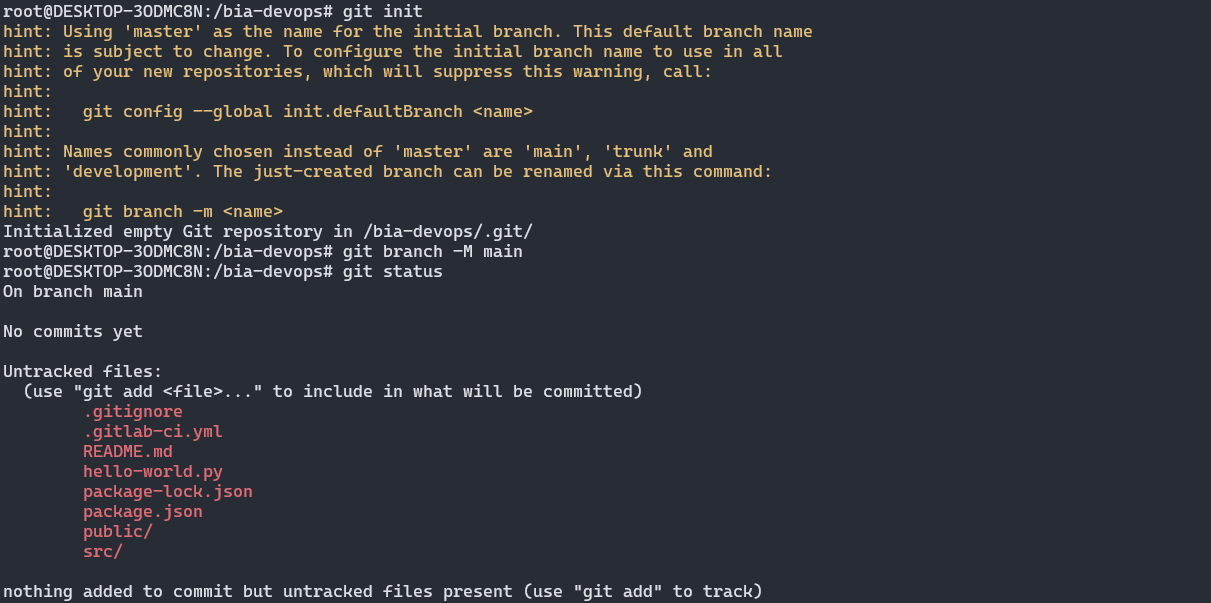 root@DESKTOP-3ODMC8N:/bia-devops# git init
hint: Using 'master' as the name for the initial branch. This default branch name
hint: is subject to change. To configure the initial branch name to use in all
hint: of your new repositories, which will suppress this warning, call:
hint:
hint:   git config --global init.defaultBranch <name>
hint:
hint: Names commonly chosen instead of 'master' are 'main', 'trunk' and
hint: 'development'. The just-created branch can be renamed via this command:
hint:
hint:   git branch -m <name>
Initialized empty Git repository in /bia-devops/.git/
root@DESKTOP-3ODMC8N:/bia-devops# git branch -M main
root@DESKTOP-3ODMC8N:/bia-devops# git status
On branch main

No commits yet

Untracked files:
  (use "git add <file>..." to include in what will be committed)
        .gitignore
        .gitlab-ci.yml
        README.md
        hello-world.py
        package-lock.json
        package.json
        public/
        src/

nothing added to commit but untracked files present (use "git add" to track)